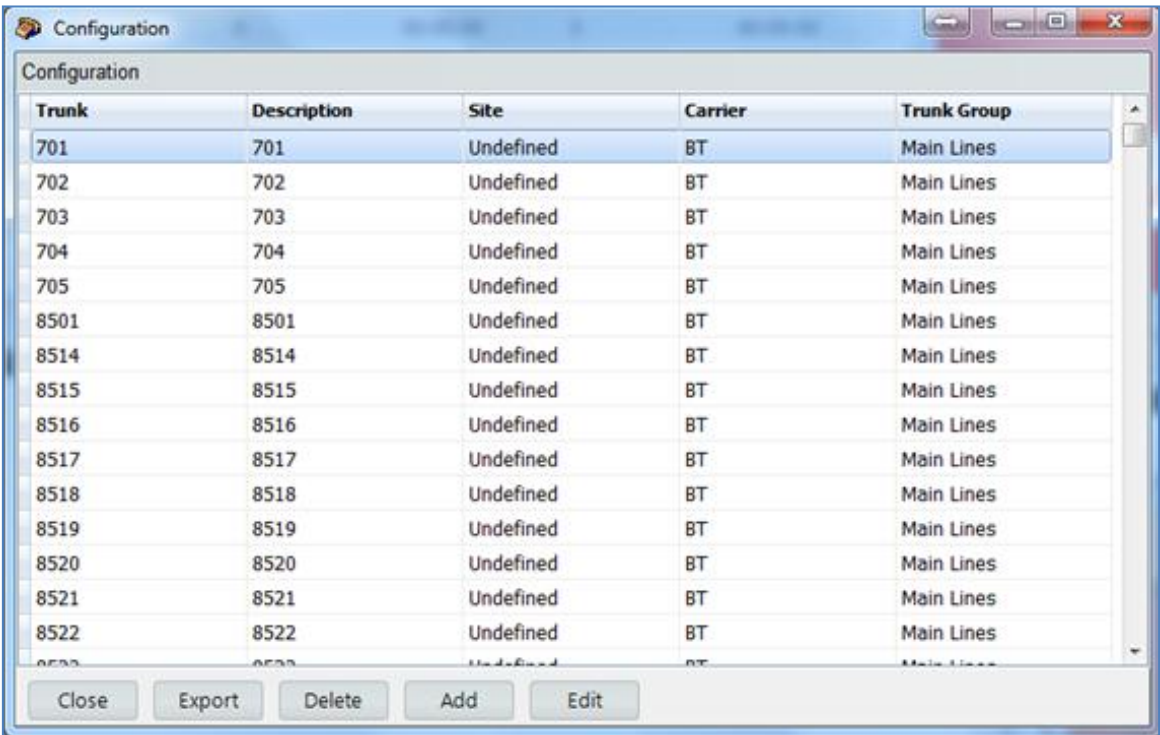 Configuration
Configuration
Trunk Description Site Carrier Trunk Group
701 701 Undefined BT Main Lines
702 702 Undefined BT Main Lines
703 703 Undefined BT Main Lines
704 704 Undefined BT Main Lines
705 705 Undefined BT Main Lines
8501 8501 Undefined BT Main Lines
8514 8514 Undefined BT Main Lines
8515 8515 Undefined BT Main Lines
8516 8516 Undefined BT Main Lines
8517 8517 Undefined BT Main Lines
8518 8518 Undefined BT Main Lines
8519 8519 Undefined BT Main Lines
8520 8520 Undefined BT Main Lines
8521 8521 Undefined BT Main Lines
8522 8522 Undefined BT Main Lines
Close Export Delete Add Edit